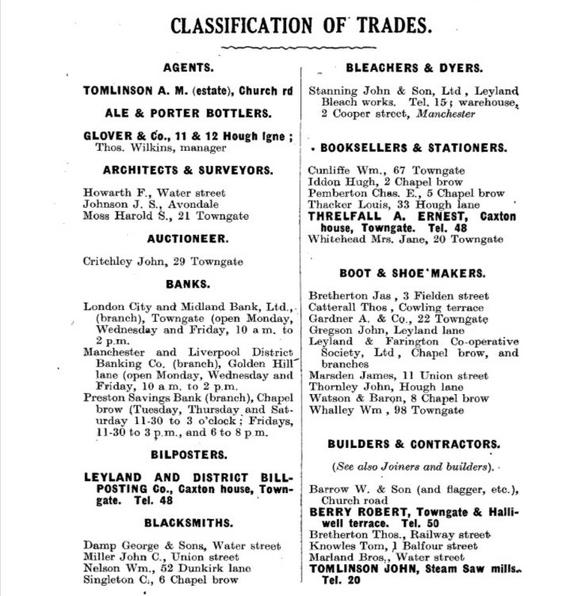 CLASSIFICATION OF TRADES.
AGENTS.
TOMLINSON A. M. (estate), Church rd
ALE & PORTER BOTTLERS.
GLOVER & Co., 11 & 12 Hough lgne ;
Thos. Wilkins, manager
ARCHITECTS & SURVEYORS.
Howarth F., Water street
Johnson J. S., Avondale
Moss Harold S., 21 Towngate
AUCTIONEER.
Critchley John, 29 Towngate
BANKS.
London City and Midland Bank, Ltd.,
(branch), Towngate (open Monday,
Wednesday and Friday, 10 a m. to
2 p.m.
Manchester and Liverpool District
Banking Co. (branch), Golden Hill
lane (open Monday, Wednesday and
Friday, 10 a m. to 2 p.m.
Preston Savings Bank (branch), Chapel
brow (Tuesday, Thursday and Sat-
urday 11-30 to 3 o'clock ; Fridays,
11-30 to 3 p.m., and 6 to 8 p.m.
BILPOSTERS.
LEYLAND AND DISTRICT BILL-
POSTING Co., Caxton house, Town-
gate. Tel. 48
BLACKSMITHS.
Damp George & Sons, Water street
Miller John C., Union street
Nelson Wm., 52 Dunkirk lane
Singleton C., 6 Chapel brow
BLEACHERS & DYERS.
Stanning John & Son, Ltd , Leyland
Bleach works. Tel. 15 ; warehouse,
2 Cooper street, Manchester
BOOKSELLERS & STATIONERS.
Cunliffe Wm., 67 Towngate
Iddon Hugh, 2 Chapel brow
Pemberton Chas. E., 5 Chapel brow
Thacker Louis, 33 Hough lane
THRELFALL A. ERNEST, Caxton
house, Towngate. Tel. 48
Whitehead Mrs. Jane, 20 Towngate
BOOT & SHOE MAKERS.
Bretherton Jas , 3 Fielden street
Catterall Thos , Cowling terrace
Gardner A. & Co., 22 Towngate
Gregson John, Leyland lane
Leyland & Farington Co-operative
Society, Ltd , Chapel brow, and
branches
Marsden James, 11 Union street
Thornley John, Hough lane
Watson & Baron, 8 Chapel brow
Whalley Wm , 98 Towngate
BUILDERS & CONTRACTORS.
(See also Joiners and builders).
Barrow W. & Son (and flagger, etc.),
Church road
BERRY ROBERT, Towngate & Halli-
well terrace. Tel. 50
Bretherton Thos., Railway street
Knowles Tom, 1 Balfour street
Marland Bros., Water street
TOMLINSON JOHN, Steam Saw mills.
Tel. 20